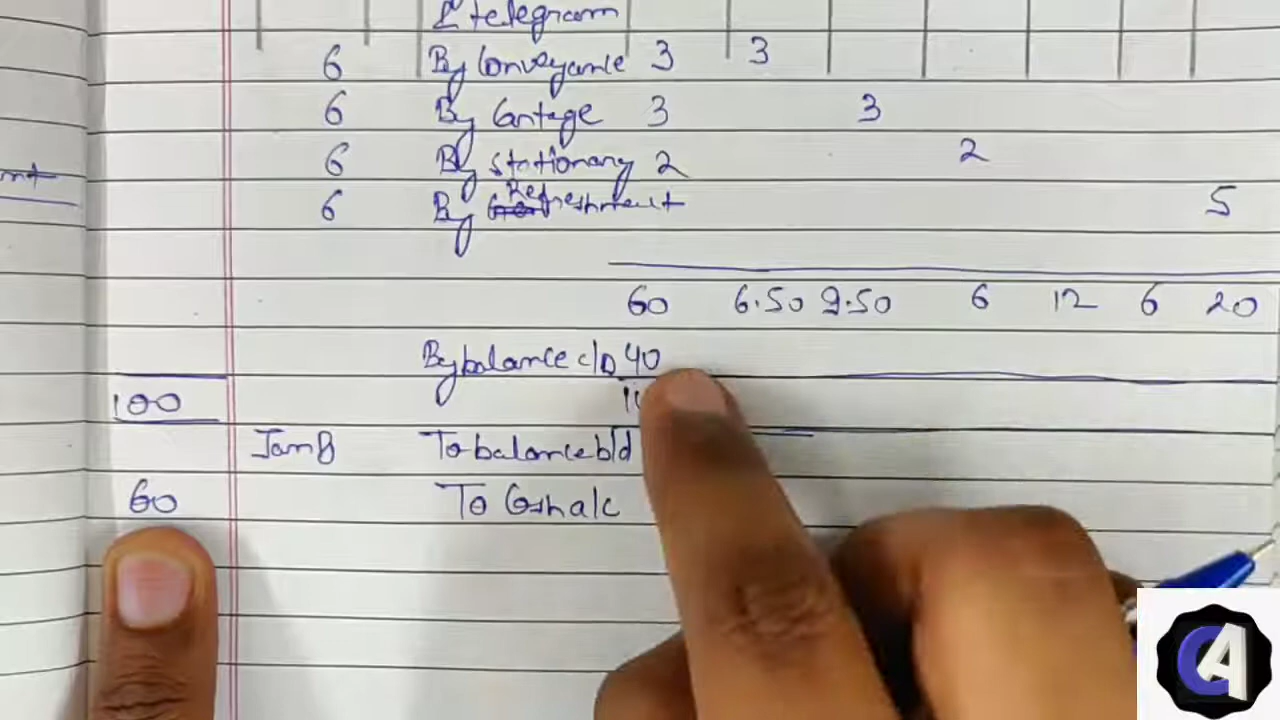 & telegram
6 By Conveyance 3 3
6 By Cartage 3 3
6 By Stationary 2 2
6 By Refreshment 5
60 6.50 9.50 6 12 6 20
By balance c/D 40
100
Jan 8 To balance b/d
60 To Cash a/c
CA